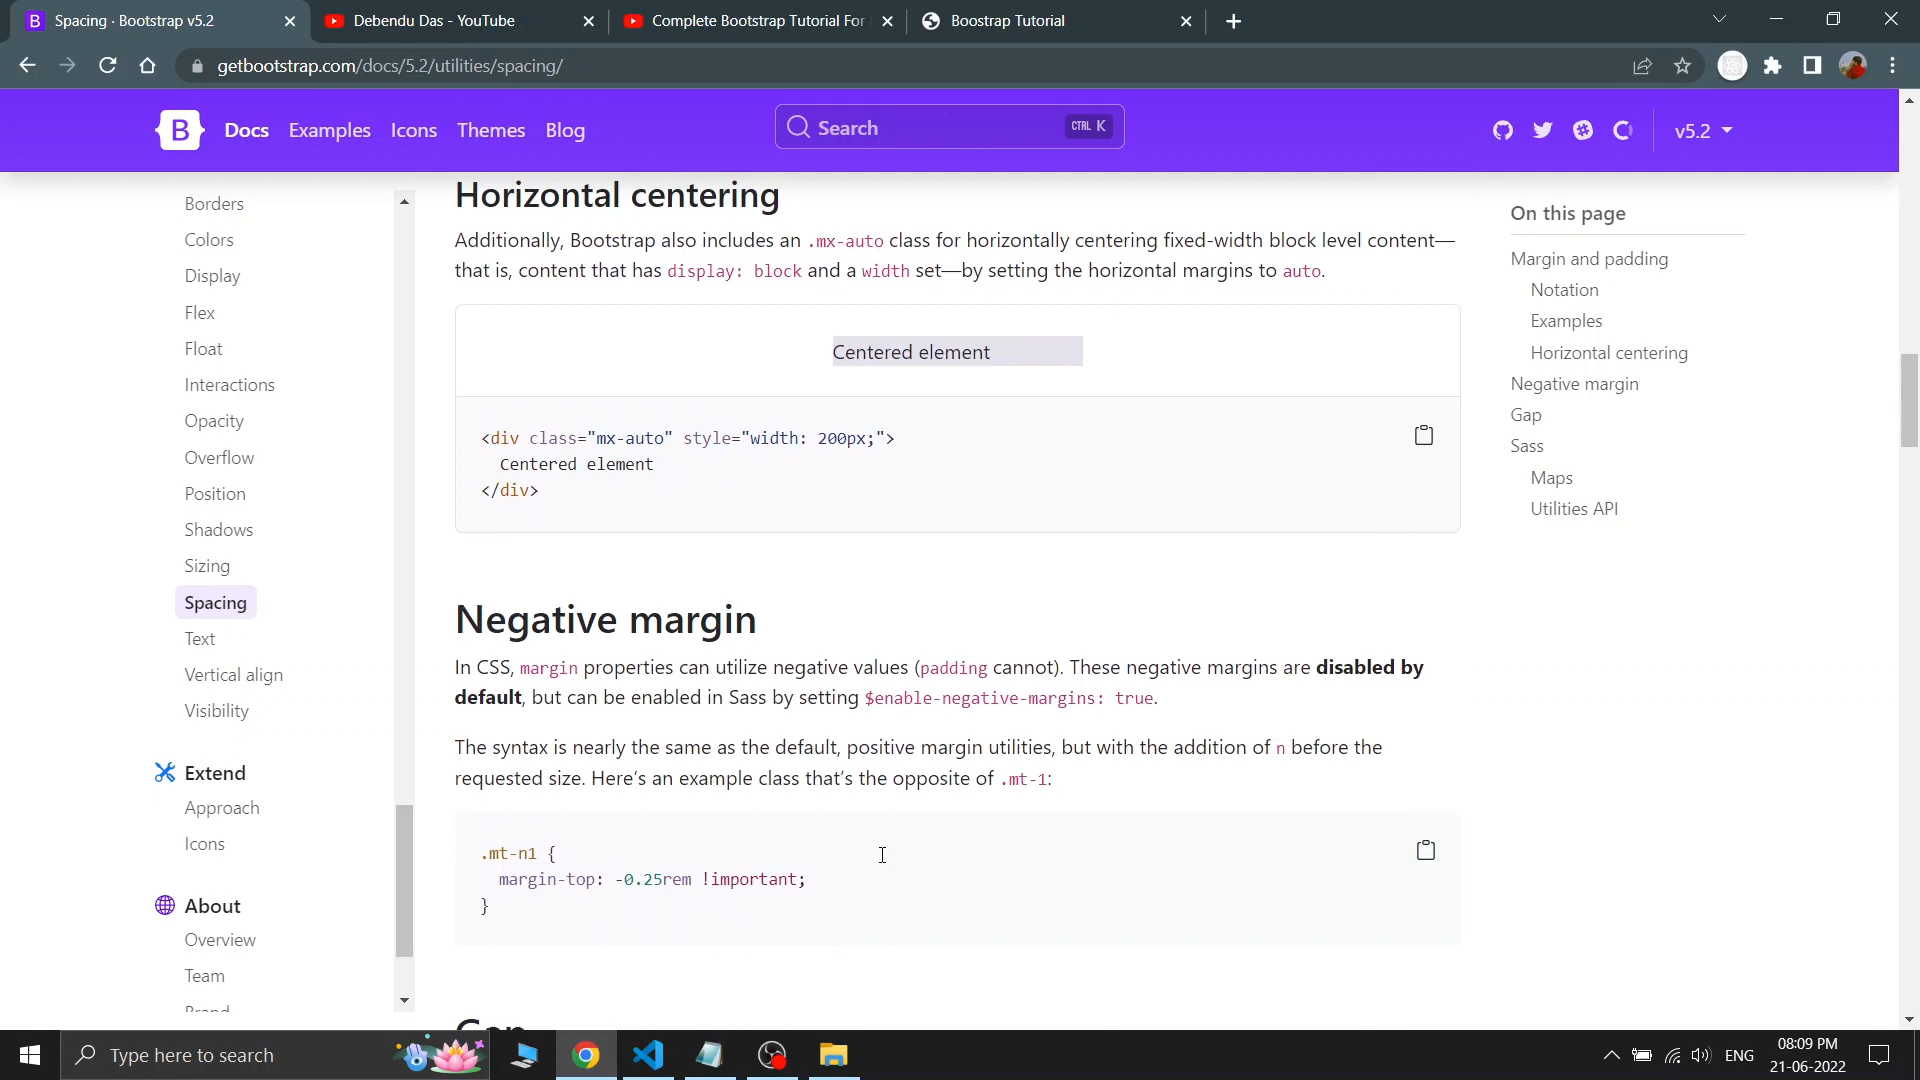 Spacing · Bootstrap v5.2
Debendu Das - YouTube
Complete Bootstrap Tutorial For
Boostrap Tutorial
getbootstrap.com/docs/5.2/utilities/spacing/
B
Docs
Examples
Icons
Themes
Blog
Search
CTRL K
v5.2
Borders
Colors
Display
Flex
Float
Interactions
Opacity
Overflow
Position
Shadows
Sizing
Spacing
Text
Vertical align
Visibility
Extend
Approach
Icons
About
Overview
Team
Brand
Horizontal centering
Additionally, Bootstrap also includes an .mx-auto class for horizontally centering fixed-width block level content—
that is, content that has display: block and a width set—by setting the horizontal margins to auto.
Centered element
<div class="mx-auto" style="width: 200px;">
Centered element
</div>
Negative margin
In CSS, margin properties can utilize negative values (padding cannot). These negative margins are disabled by
default, but can be enabled in Sass by setting $enable-negative-margins: true.
The syntax is nearly the same as the default, positive margin utilities, but with the addition of n before the
requested size. Here's an example class that's the opposite of .mt-1:
.mt-n1 {
margin-top: -0.25rem !important;
}
Gap
On this page
Margin and padding
Notation
Examples
Horizontal centering
Negative margin
Gap
Sass
Maps
Utilities API
Type here to search
ENG
08:09 PM
21-06-2022